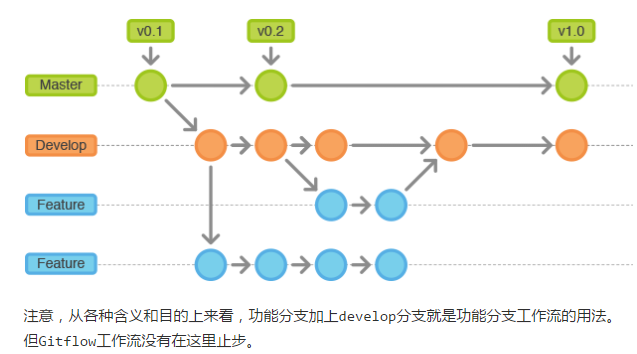 v0.1
v0.2
v1.0
Master
Develop
Feature
Feature
注意，从各种含义和目的上来看，功能分支加上develop分支就是功能分支工作流的用法。
但Gitflow工作流没有在这里止步。